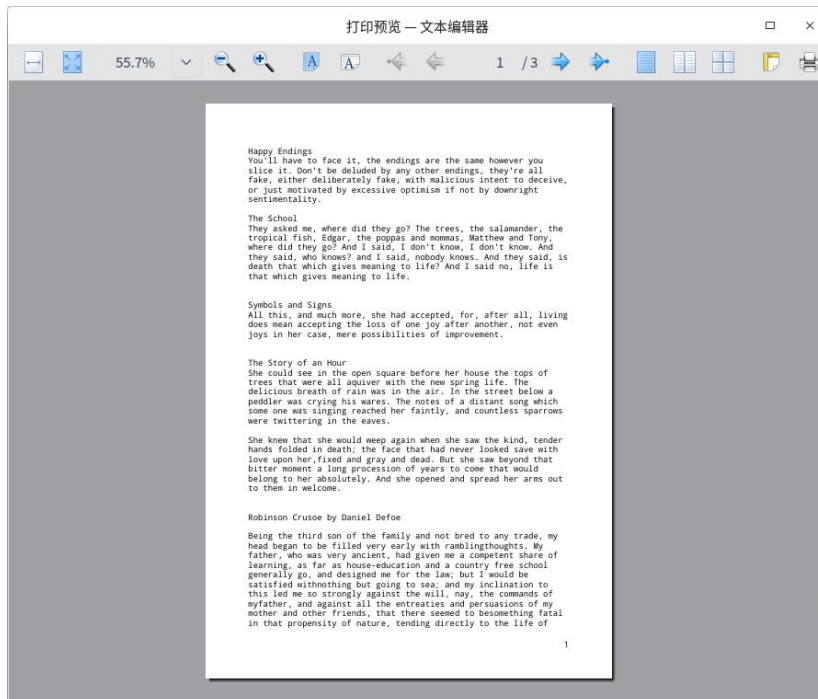 打印预览 — 文本编辑器
55.7%
A
A
1 /3
Happy Endings
You'll have to face it, the endings are the same however you
slice it. Don't be deluded by any other endings, they're all
fake, either deliberately fake, with malicious intent to deceive,
or just motivated by excessive optimism if not by downright
sentimentality.
The School
They asked me, where did they go? The trees, the salamander, the
tropical fish, Edgar, the poppas and mommas, Matthew and Tony,
where did they go? And I said, I don't know, I don't know. And
they said, who knows? and I said, nobody knows. And they said, is
death that which gives meaning to life? And I said no, life is
that which gives meaning to life.
Symbols and Signs
All this, and much more, she had accepted, for, after all, living
does mean accepting the loss of one joy after another, not even
joys in her case, mere possibilities of improvement.
The Story of an Hour
She could see in the open square before her house the tops of
trees that were all aquiver with the new spring life. The
delicious breath of rain was in the air. In the street below a
peddler was crying his wares. The notes of a distant song which
some one was singing reached her faintly, and countless sparrows
were twittering in the eaves.
She knew that she would weep again when she saw the kind, tender
hands folded in death; the face that had never looked save with
love upon her,fixed and gray and dead. But she saw beyond that
bitter moment a long procession of years to come that would
belong to her absolutely. And she opened and spread her arms out
to them in welcome.
Robinson Crusoe by Daniel Defoe
Being the third son of the family and not bred to any trade, my
head began to be filled very early with ramblingthoughts. My
father, who was very ancient, had given me a competent share of
learning, as far as house-education and a country free school
generally go, and designed me for the law; but I would be
satisfied withnothing but going to sea; and my inclination to
this led me so strongly against the will, nay, the commands of
myfather, and against all the entreaties and persuasions of my
mother and other friends, that there seemed to besomething fatal
in that propensity of nature, tending directly to the life of
1